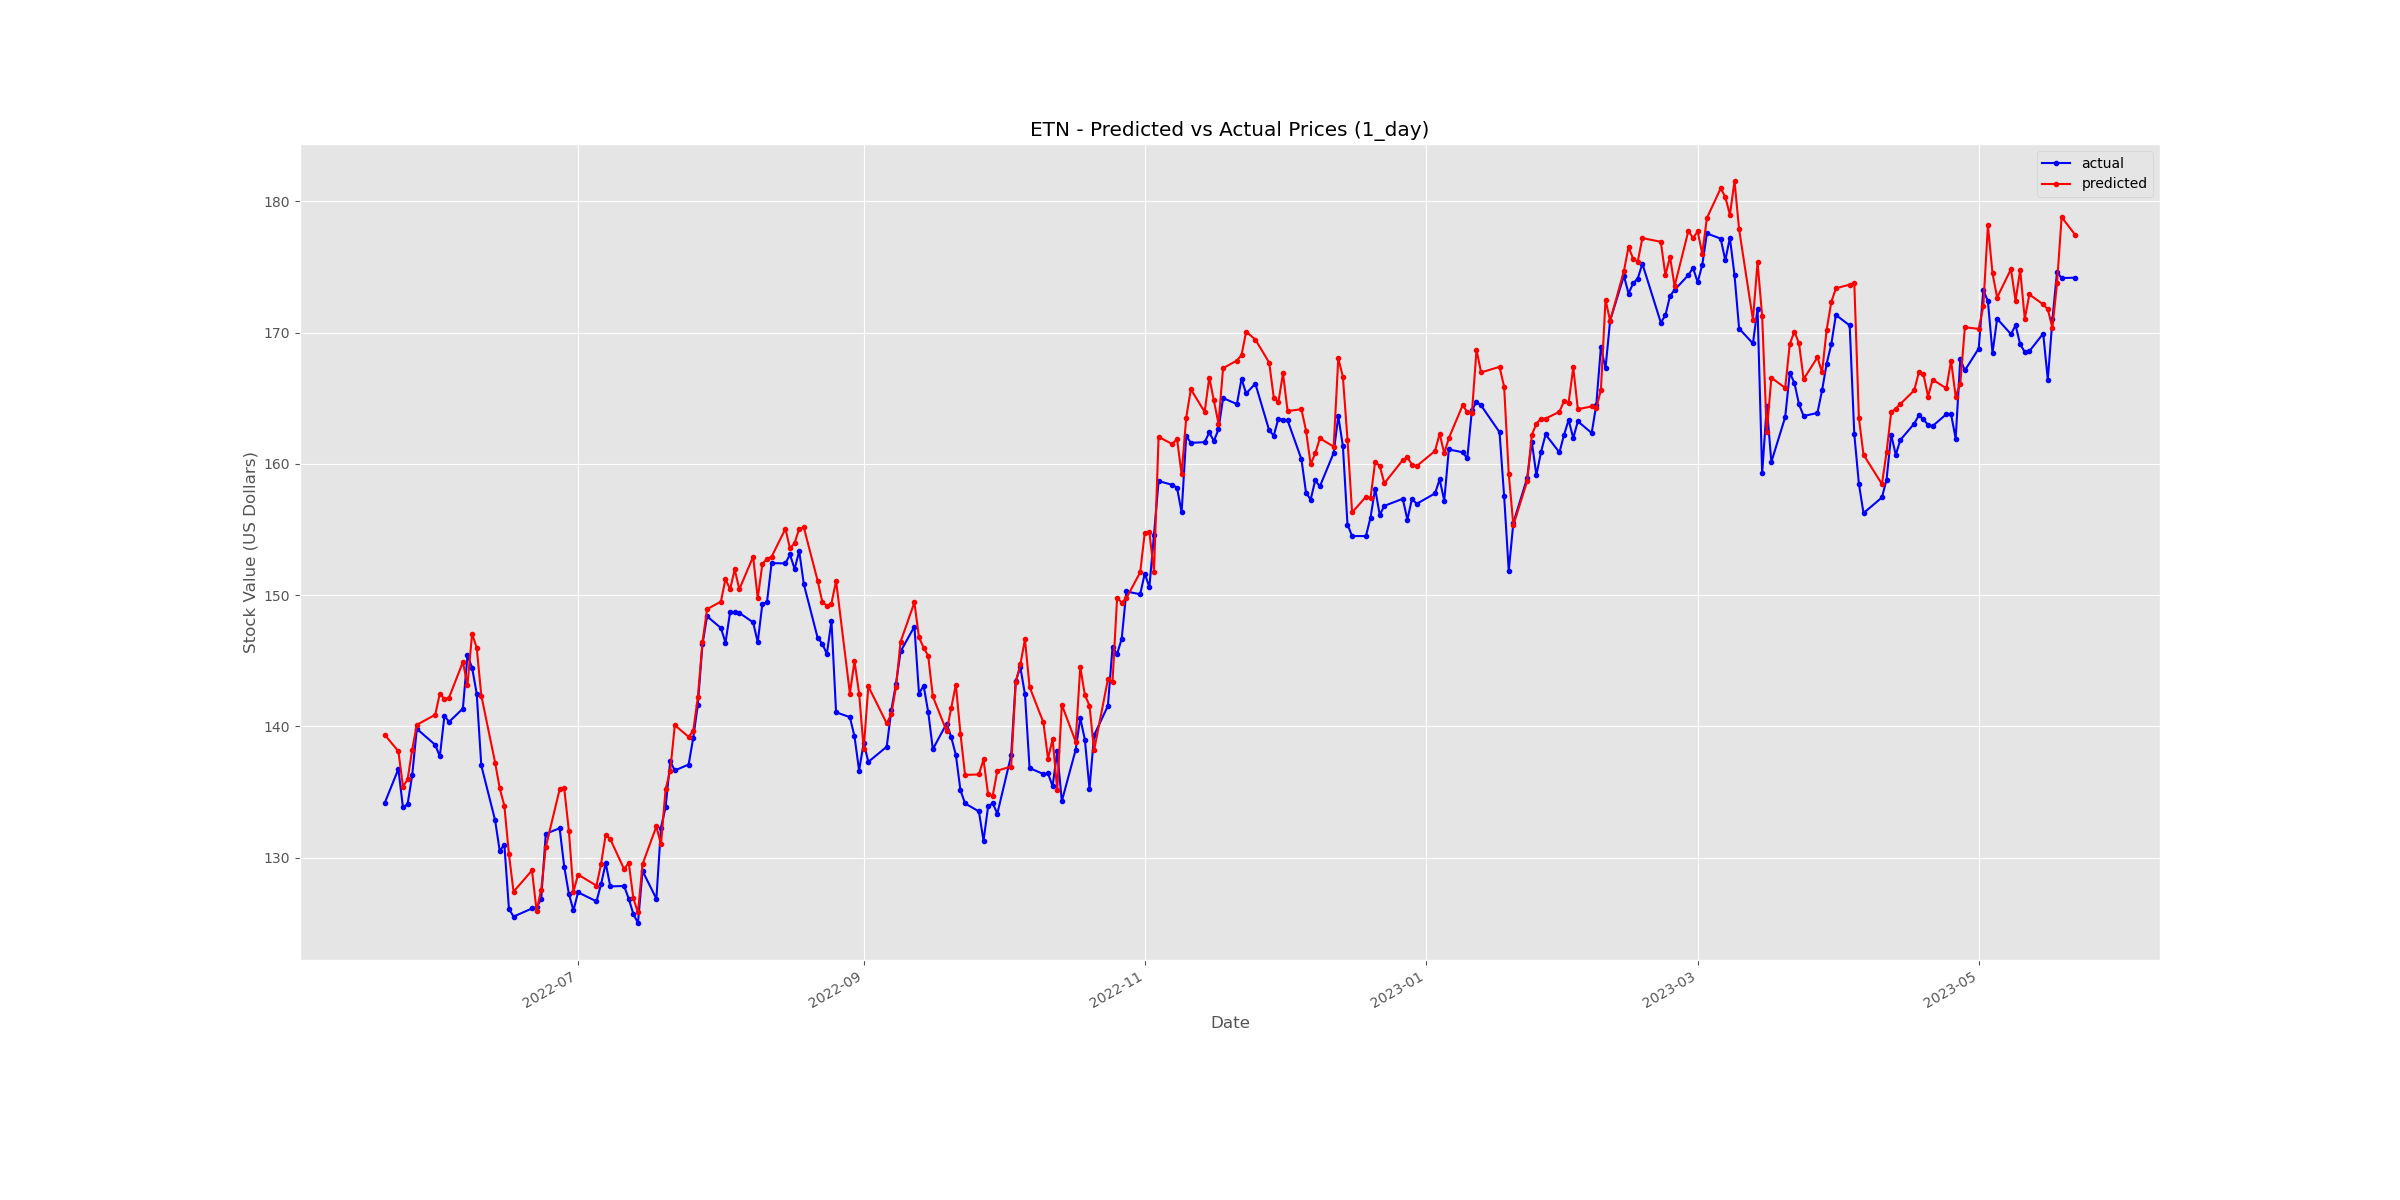 ETN - Predicted vs Actual Prices (1_day)
actual
predicted
180
170
160
150
140
130
Stock Value (US Dollars)
2022-07
2022-09
2022-11
2023-01
2023-03
2023-05
Date